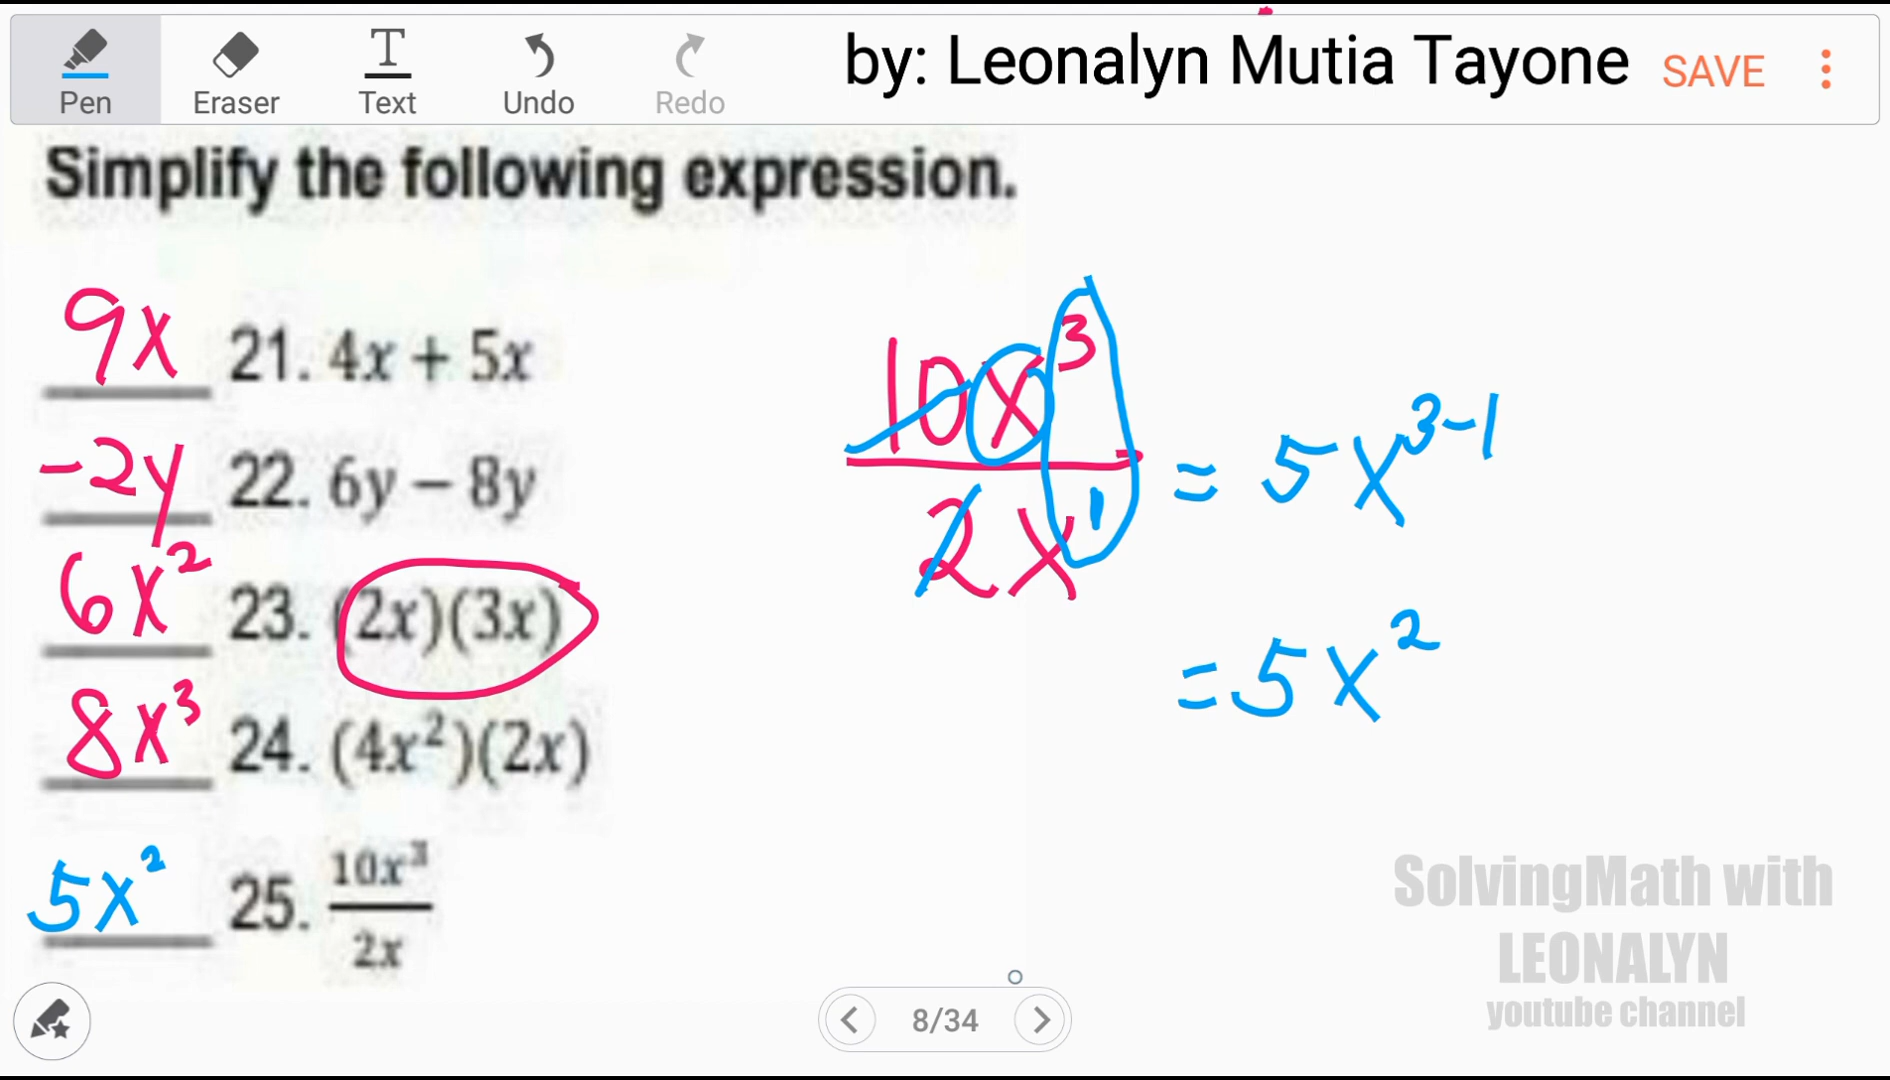 Pen Eraser Text Undo Redo by: Leonalyn Mutia Tayone SAVE
Simplify the following expression.
9x 21. 4x + 5x
-2y 22. 6y – 8y
6x² 23. (2x)(3x)
8x³ 24. (4x²)(2x)
5x² 25. 10x³/2x
10x³/2x¹ = 5x³⁻¹
= 5x²
SolvingMath with
LEONALYN
youtube channel
8/34